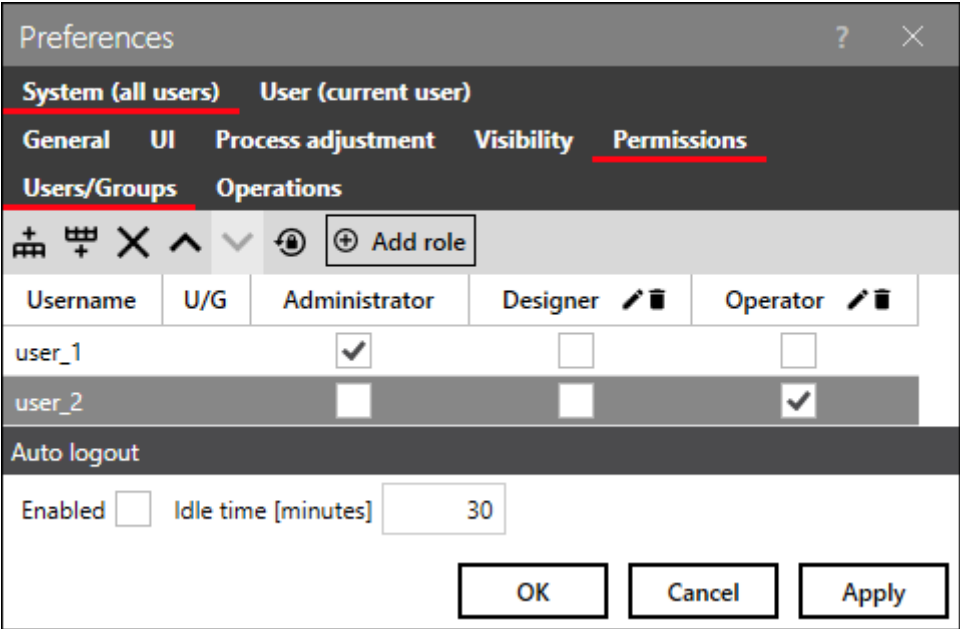 Preferences ?
System (all users) User (current user)
General UI Process adjustment Visibility Permissions
Users/Groups Operations
Add role
Username U/G Administrator Designer Operator
user_1
user_2
Auto logout
Enabled Idle time [minutes] 30
OK Cancel Apply